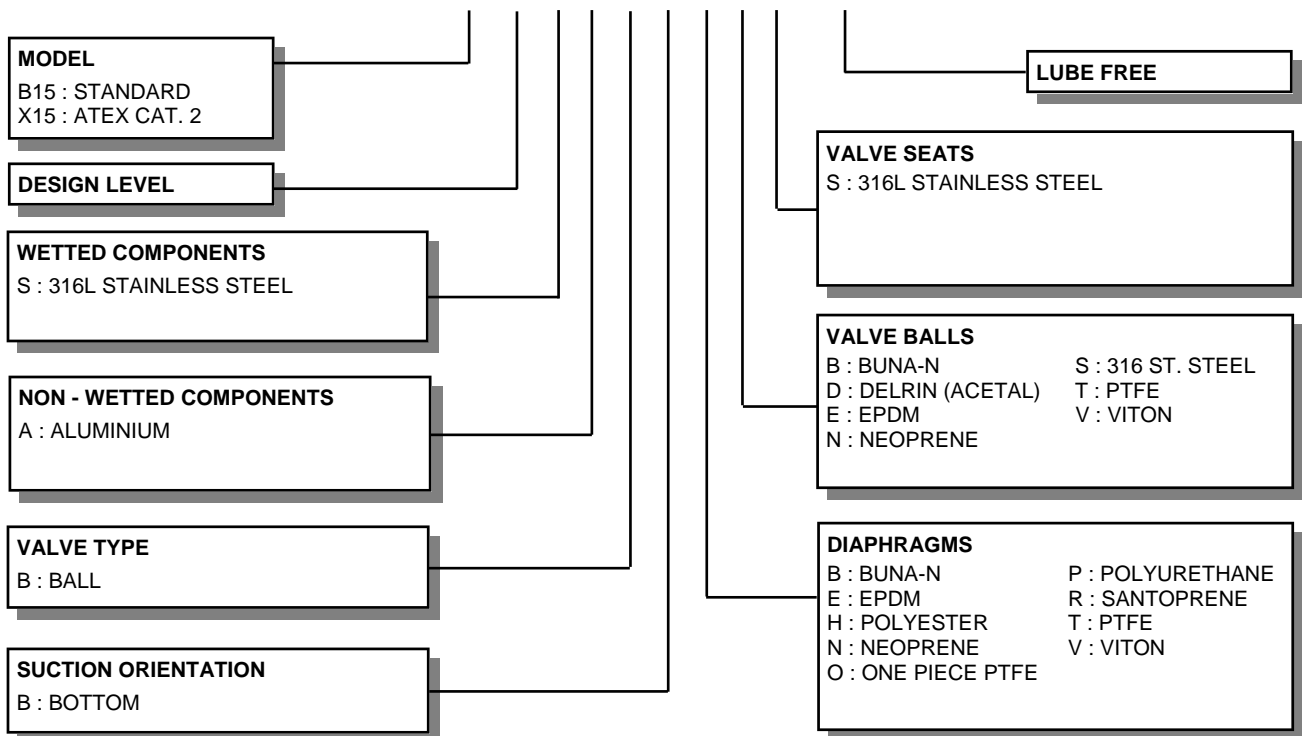 MODEL
B15 : STANDARD
X15 : ATEX CAT. 2
DESIGN LEVEL
WETTED COMPONENTS
S : 316L STAINLESS STEEL
NON - WETTED COMPONENTS
A : ALUMINIUM
VALVE TYPE
B : BALL
SUCTION ORIENTATION
B : BOTTOM
LUBE FREE
VALVE SEATS
S : 316L STAINLESS STEEL
VALVE BALLS
B : BUNA-N S : 316 ST. STEEL
D : DELRIN (ACETAL) T : PTFE
E : EPDM V : VITON
N : NEOPRENE
DIAPHRAGMS
B : BUNA-N P : POLYURETHANE
E : EPDM R : SANTOPRENE
H : POLYESTER T : PTFE
N : NEOPRENE V : VITON
O : ONE PIECE PTFE